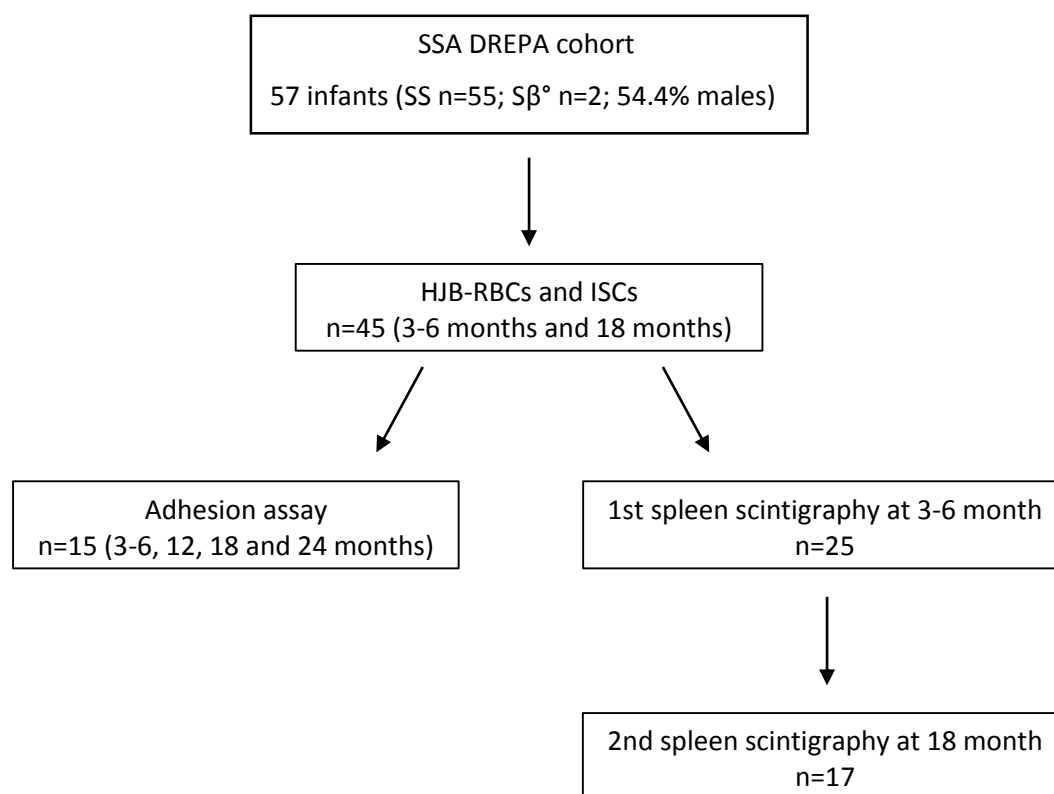 SSA DREPA cohort
57 infants (SS n=55; Sβ° n=2; 54.4% males)
HJB-RBCs and ISCs
n=45 (3-6 months and 18 months)
Adhesion assay
n=15 (3-6, 12, 18 and 24 months)
1st spleen scintigraphy at 3-6 month
n=25
2nd spleen scintigraphy at 18 month
n=17